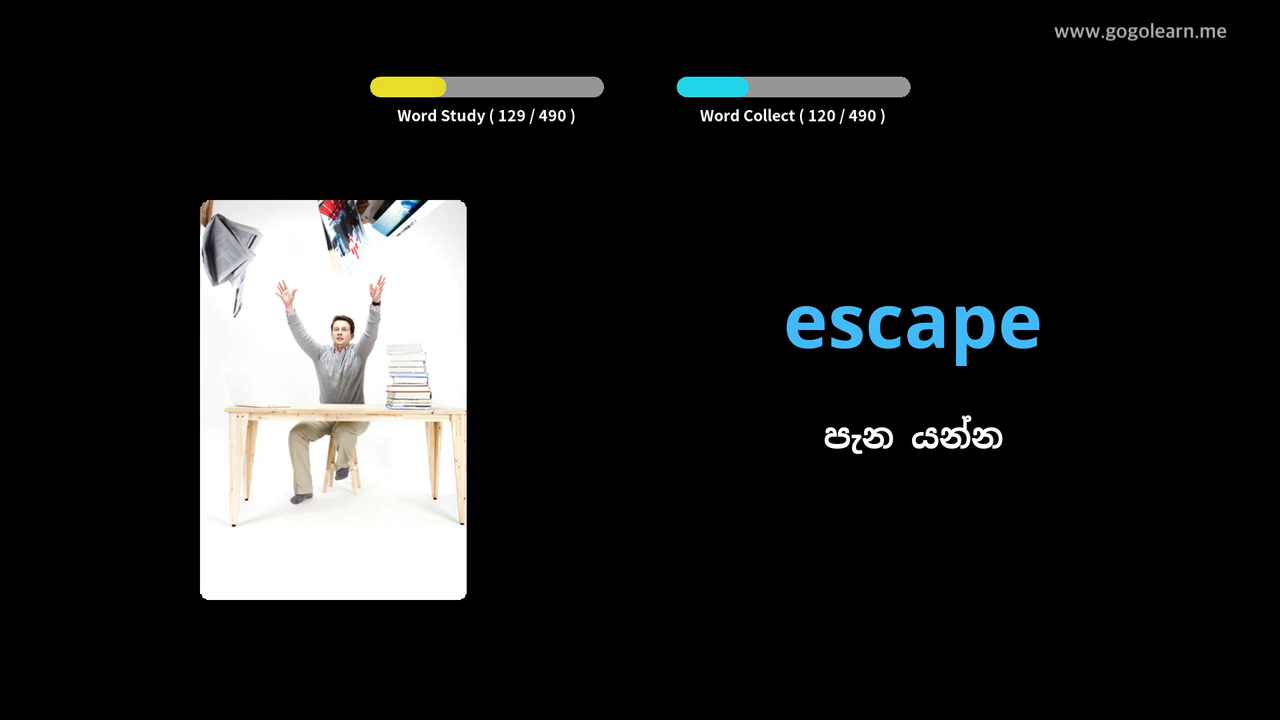 www.gogolearn.me
Word Study ( 129 / 490 )
Word Collect ( 120 / 490 )
escape
පැන යන්න